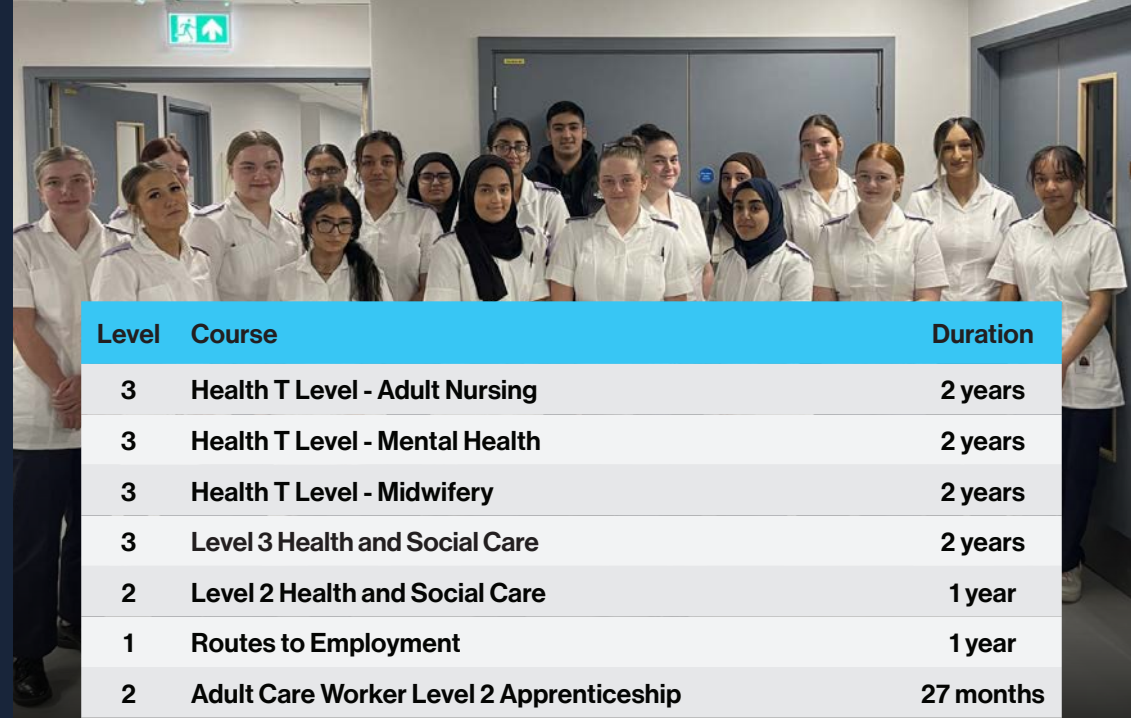 Level Course Duration
3 Health T Level - Adult Nursing 2 years
3 Health T Level - Mental Health 2 years
3 Health T Level - Midwifery 2 years
3 Level 3 Health and Social Care 2 years
2 Level 2 Health and Social Care 1 year
1 Routes to Employment 1 year
2 Adult Care Worker Level 2 Apprenticeship 27 months